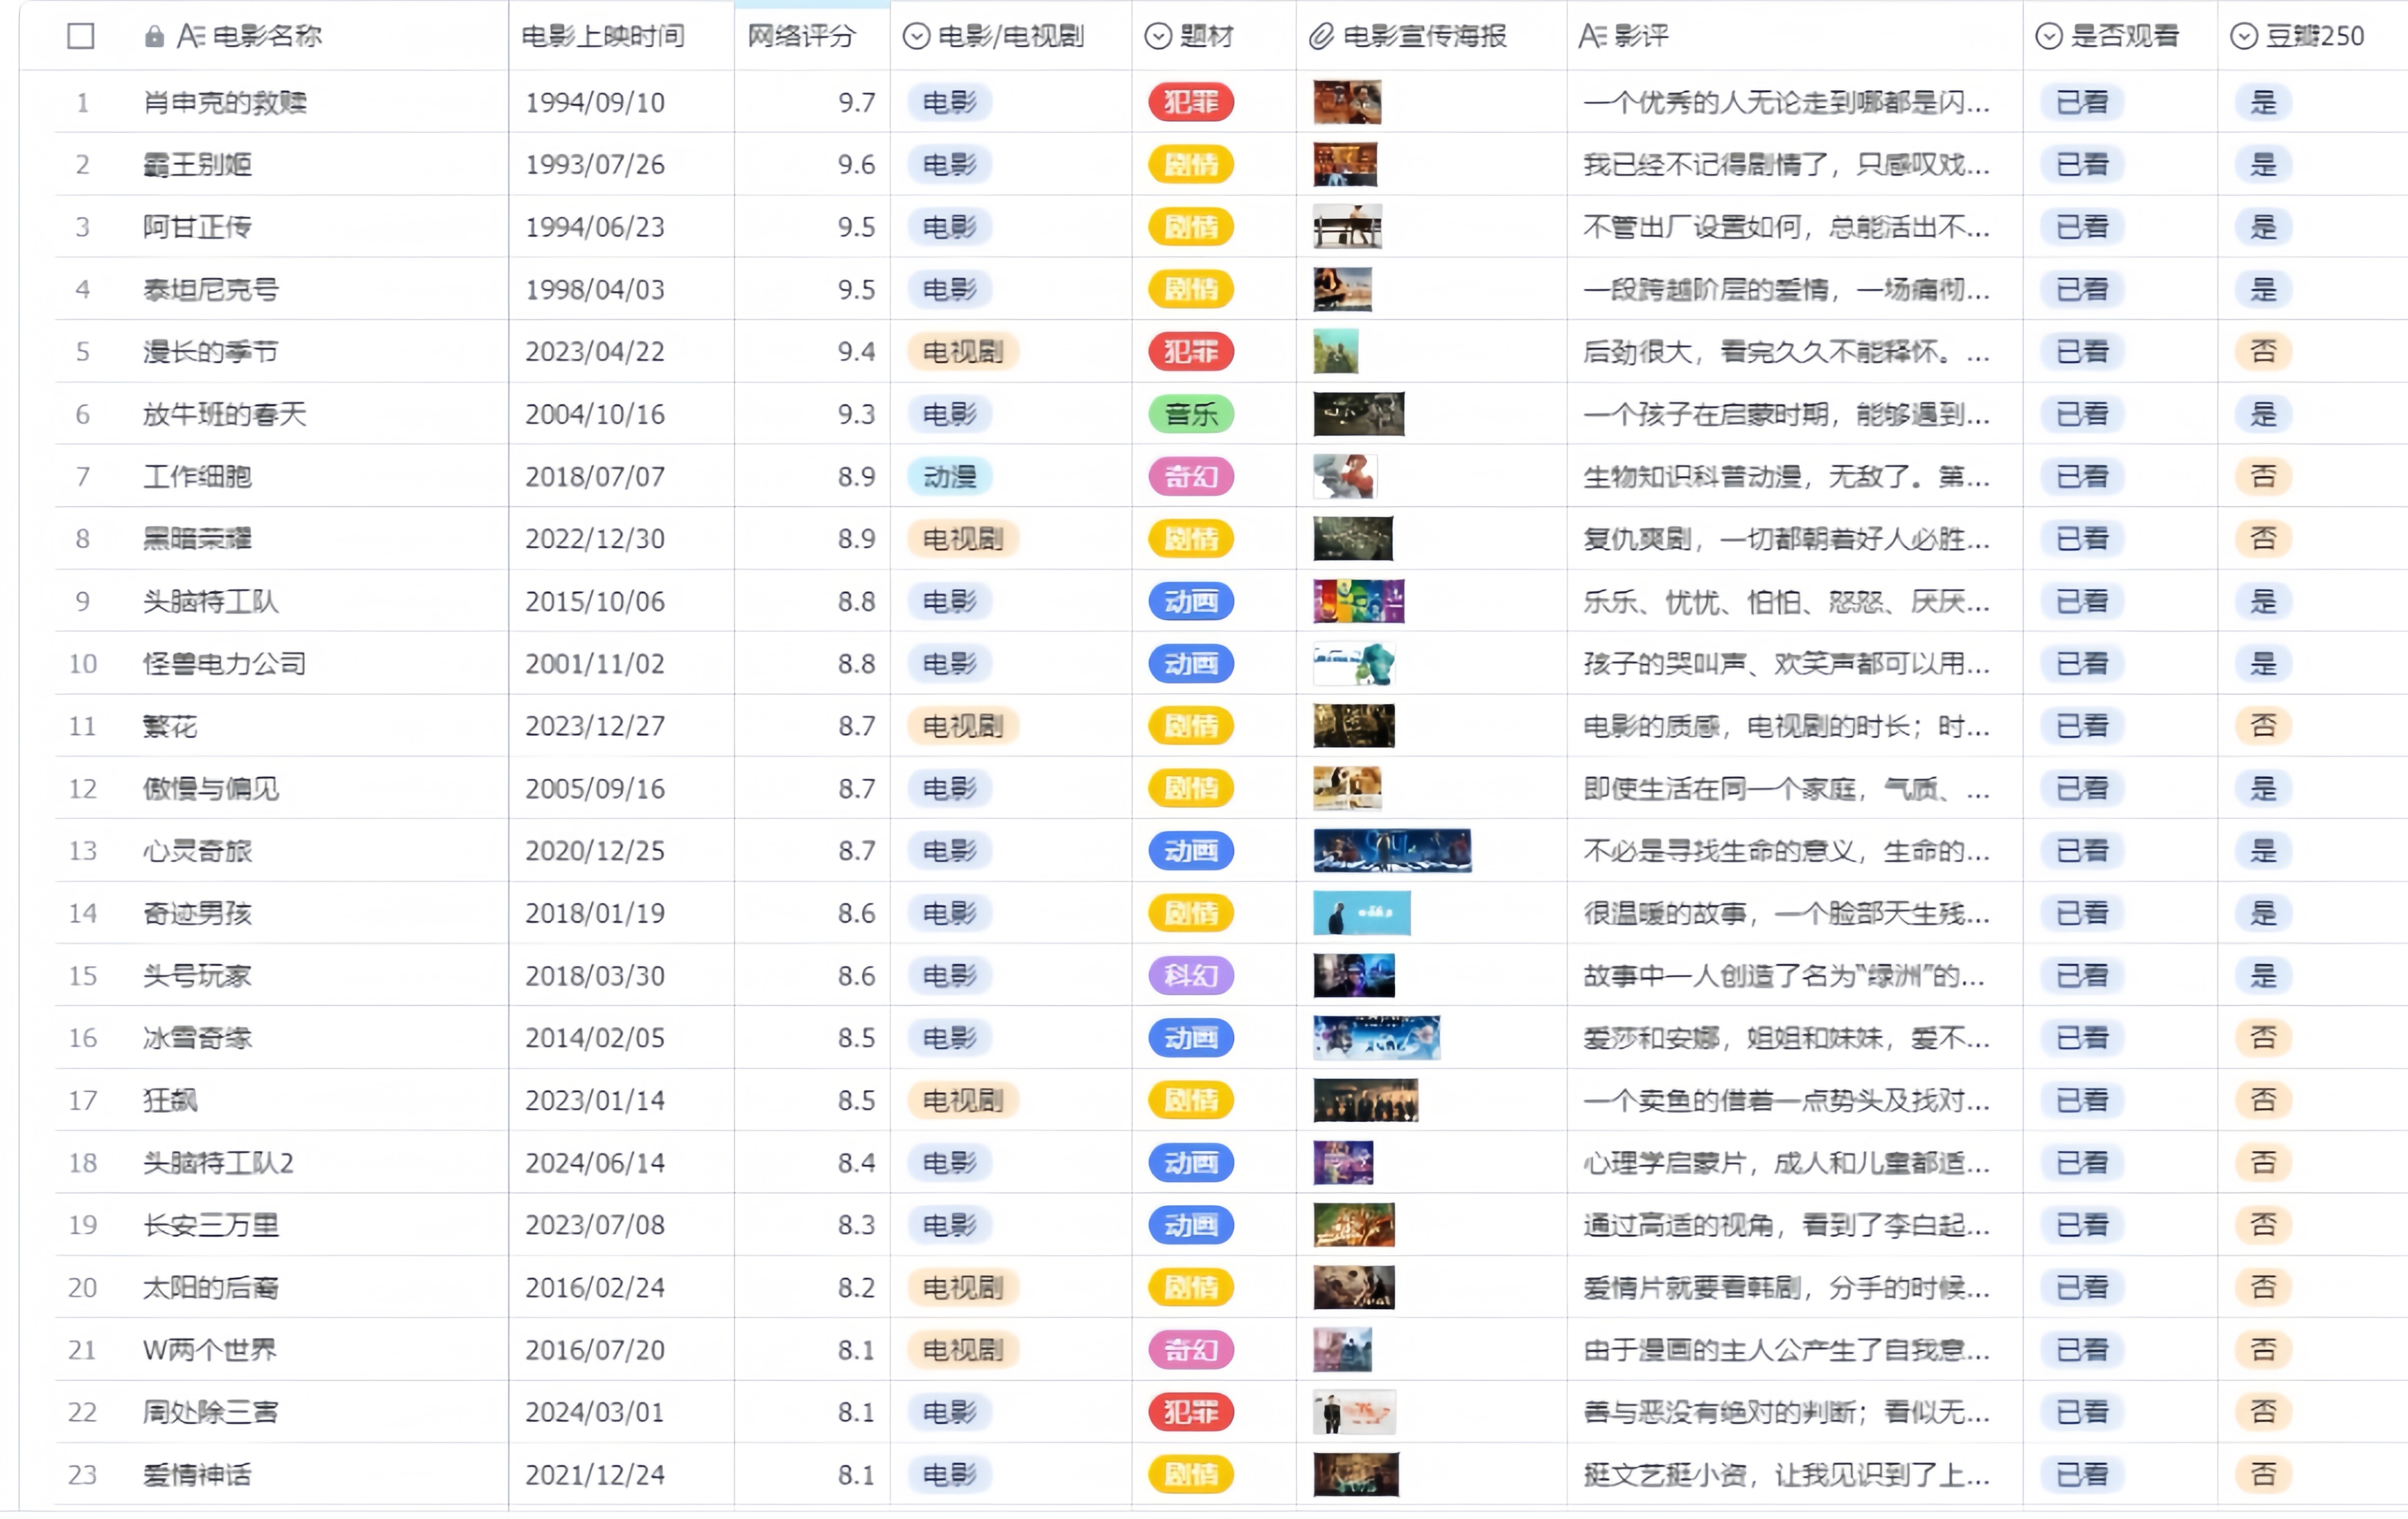 电影名称 电影上映时间 网络评分 电影/电视剧 题材 电影宣传海报 影评 是否观看 豆瓣250
1 肖申克的救赎 1994/09/10 9.7 电影 犯罪 一个优秀的人无论走到哪都是闪... 已看 是
2 霸王别姬 1993/07/26 9.6 电影 剧情 我已经不记得剧情了，只感叹戏... 已看 是
3 阿甘正传 1994/06/23 9.5 电影 剧情 不管出厂设置如何，总能活出不... 已看 是
4 泰坦尼克号 1998/04/03 9.5 电影 剧情 一段跨越阶层的爱情，一场痛彻... 已看 是
5 漫长的季节 2023/04/22 9.4 电视剧 犯罪 后劲很大，看完久久不能释怀。... 已看 否
6 放牛班的春天 2004/10/16 9.3 电影 音乐 一个孩子在启蒙时期，能够遇到... 已看 是
7 工作细胞 2018/07/07 8.9 动漫 奇幻 生物知识科普动漫，无敌了。第... 已看 否
8 黑暗荣耀 2022/12/30 8.9 电视剧 剧情 复仇爽剧，一切都朝着好人必胜... 已看 否
9 头脑特工队 2015/10/06 8.8 电影 动画 乐乐、忧忧、怕怕、怒怒、厌厌... 已看 是
10 怪兽电力公司 2001/11/02 8.8 电影 动画 孩子的哭叫声、欢笑声都可以用... 已看 是
11 繁花 2023/12/27 8.7 电视剧 剧情 电影的质感，电视剧的时长；时... 已看 否
12 傲慢与偏见 2005/09/16 8.7 电影 剧情 即使生活在同一个家庭，气质、... 已看 是
13 心灵奇旅 2020/12/25 8.7 电影 动画 不必是寻找生命的意义，生命的... 已看 是
14 奇迹男孩 2018/01/19 8.6 电影 剧情 很温暖的故事，一个脸部天生残... 已看 是
15 头号玩家 2018/03/30 8.6 电影 科幻 故事中一人创造了名为“绿洲”的... 已看 是
16 冰雪奇缘 2014/02/05 8.5 电影 动画 爱莎和安娜，姐姐和妹妹，爱不... 已看 否
17 狂飙 2023/01/14 8.5 电视剧 剧情 一个卖鱼的借着一点势头及找对... 已看 否
18 头脑特工队2 2024/06/14 8.4 电影 动画 心理学启蒙片，成人和儿童都适... 已看 否
19 长安三万里 2023/07/08 8.3 电影 动画 通过高适的视角，看到了李白起... 已看 否
20 太阳的后裔 2016/02/24 8.2 电视剧 剧情 爱情片就要看韩剧，分手的时候... 已看 否
21 W两个世界 2016/07/20 8.1 电视剧 奇幻 由于漫画的主人公产生了自我意... 已看 否
22 周处除三害 2024/03/01 8.1 电影 犯罪 善与恶没有绝对的判断；看似无... 已看 否
23 爱情神话 2021/12/24 8.1 电影 剧情 挺文艺挺小资，让我见识到了上... 已看 否